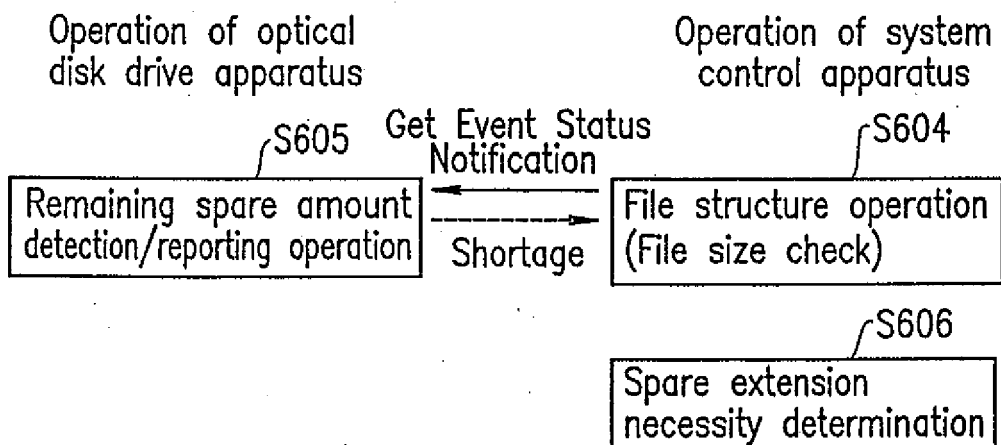 Operation of optical
disk drive apparatus
Operation of system
control apparatus
S605
Get Event Status
Notification
S604
Remaining spare amount
detection/reporting operation
Shortage
File structure operation
(File size check)
S606
Spare extension
necessity determination